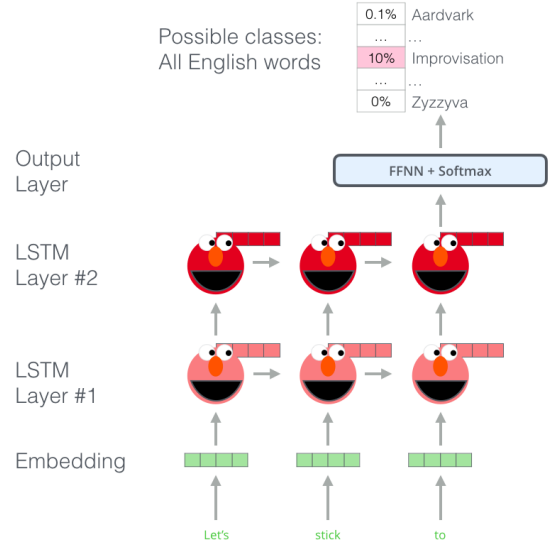 Possible classes:
All English words
0.1% Aardvark
... ...
10% Improvisation
... ...
0% Zyzzyva
Output
Layer
FFNN + Softmax
LSTM
Layer #2
LSTM
Layer #1
Embedding
Let's stick to